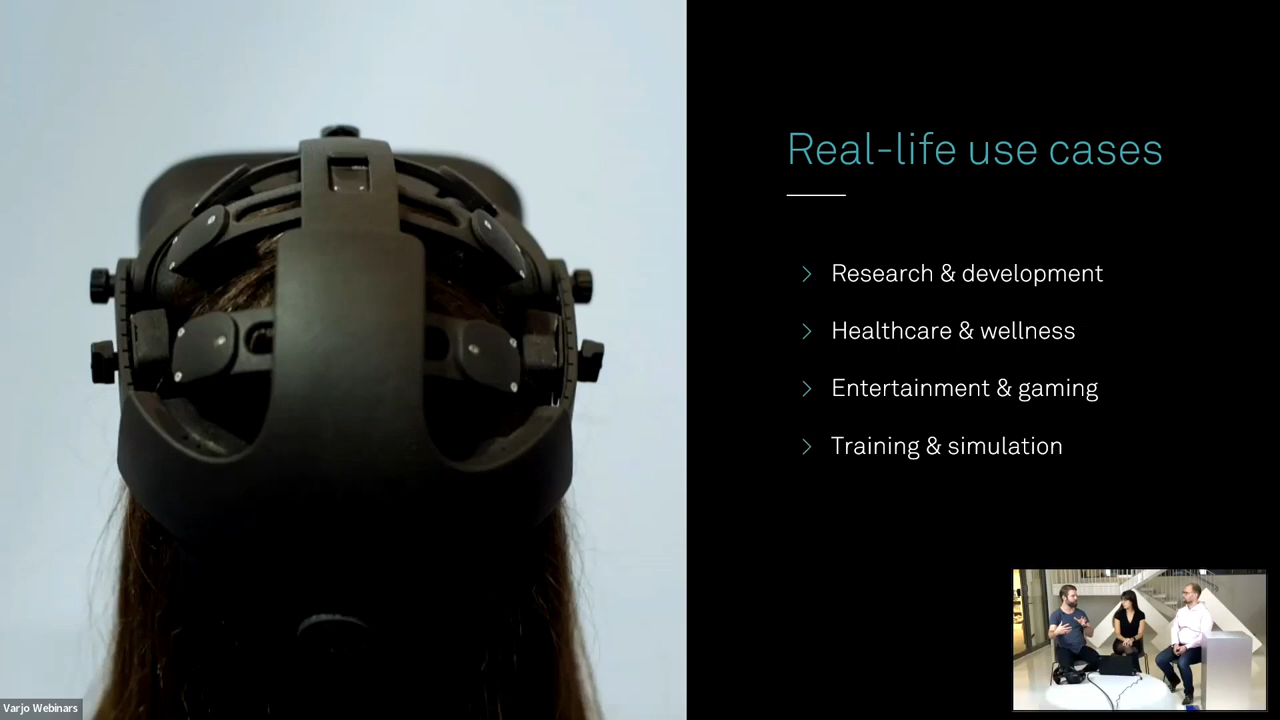 Real-life use cases
Research & development
Healthcare & wellness
Entertainment & gaming
Training & simulation
Varjo Webinars